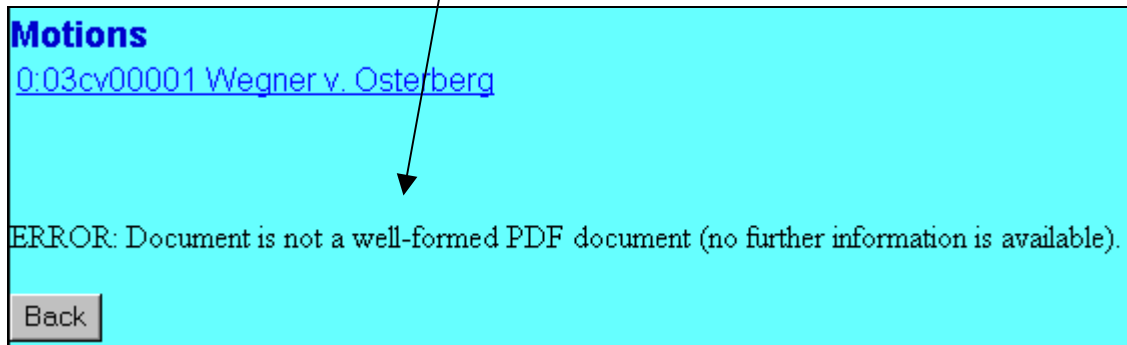 Motions
0:03cv00001 Wegner v. Osterberg
ERROR: Document is not a well-formed PDF document (no further information is available).
Back